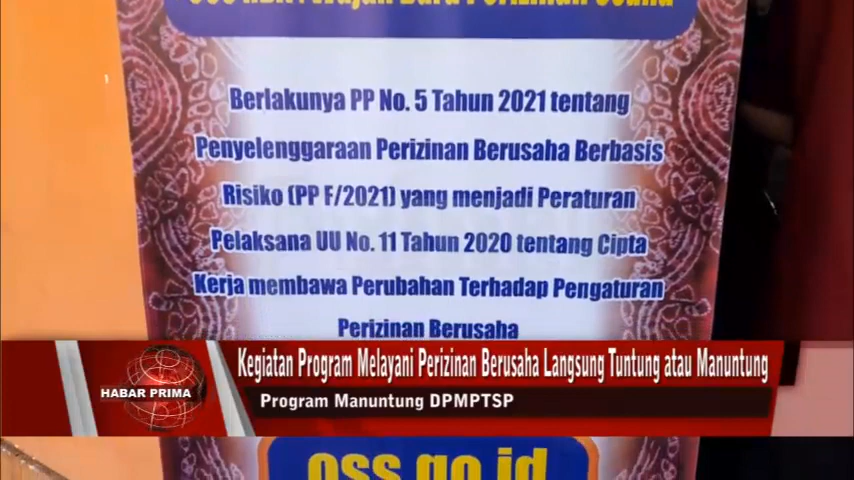 Berlakunya PP No. 5 Tahun 2021 tentang
Penyelenggaraan Perizinan Berusaha Berbasis
Risiko (PP F/2021) yang menjadi Peraturan
Pelaksana UU No. 11 Tahun 2020 tentang Cipta
Kerja membawa Perubahan Terhadap Pengaturan
Perizinan Berusaha
HABAR PRIMA
Kegiatan Program Melayani Perizinan Berusaha Langsung Tuntung atau Manuntung
Program Manuntung DPMPTSP
oss.go.id